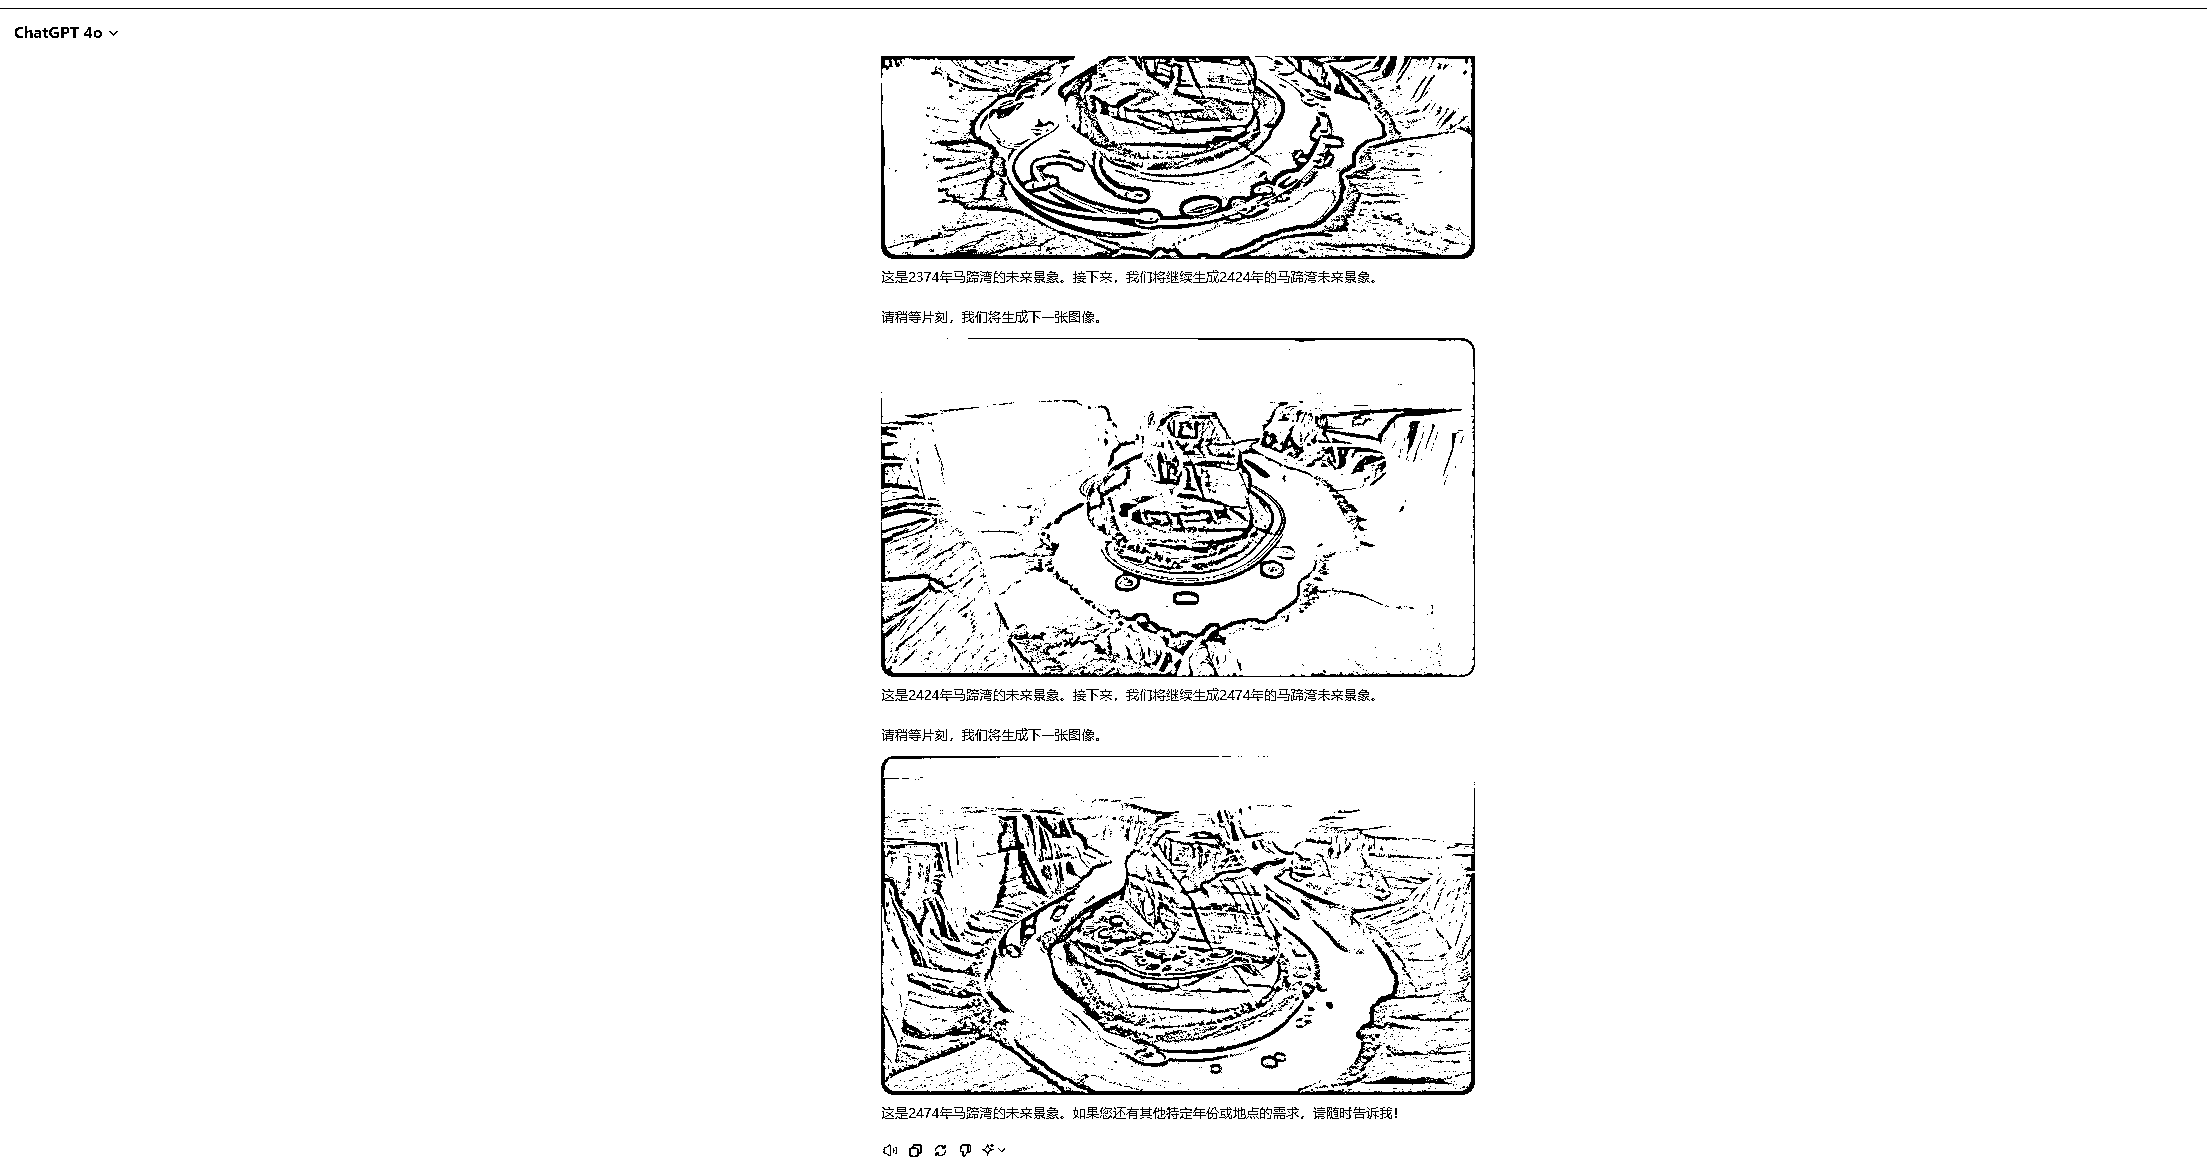 ChatGPT 4o
这是2374年马蹄湾的未来景象。接下来，我们将继续生成2424年的马蹄湾未来景象。
请稍等片刻，我们将生成下一张图像。
这是2424年马蹄湾的未来景象。接下来，我们将继续生成2474年的马蹄湾未来景象。
请稍等片刻，我们将生成下一张图像。
这是2474年马蹄湾的未来景象。如果您还有其他特定年份或地点的需求，请随时告诉我！